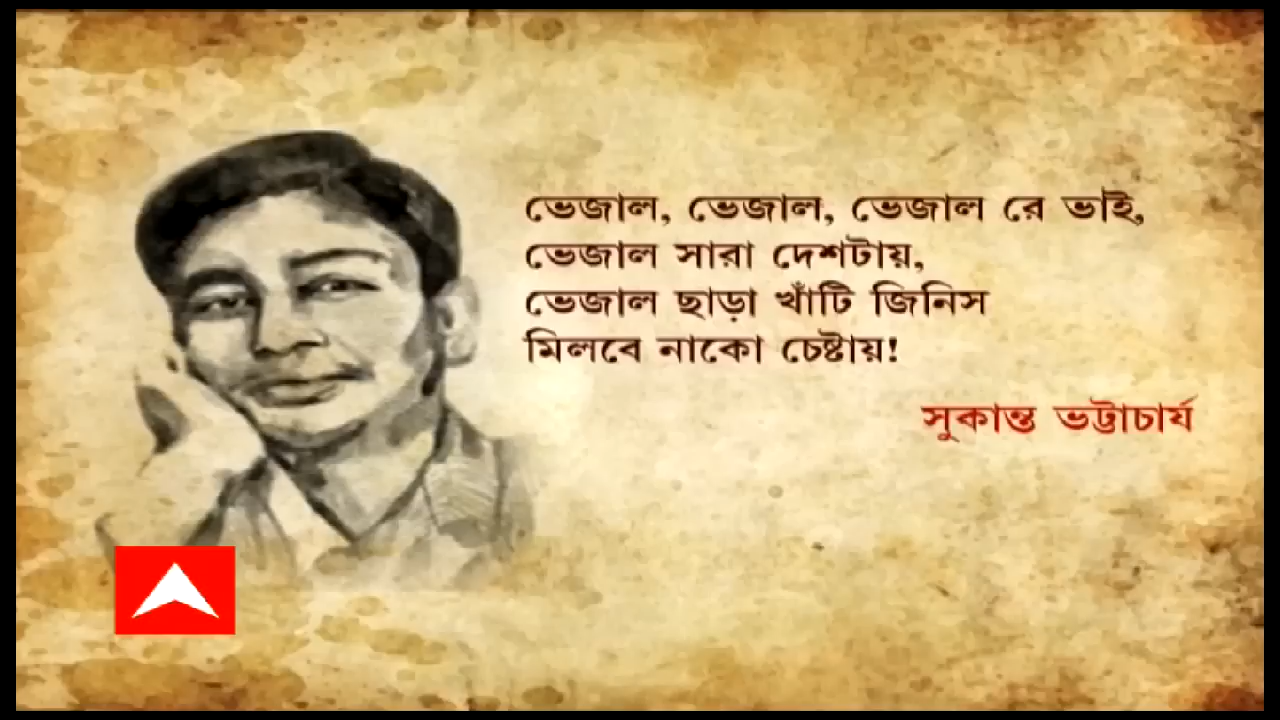 ভেজাল, ভেজাল, ভেজাল রে ভাই,
ভেজাল সারা দেশটায়,
ভেজাল ছাড়া খাঁটি জিনিস
মিলবে নাকো চেষ্টায়!
সুকান্ত ভট্টাচার্য